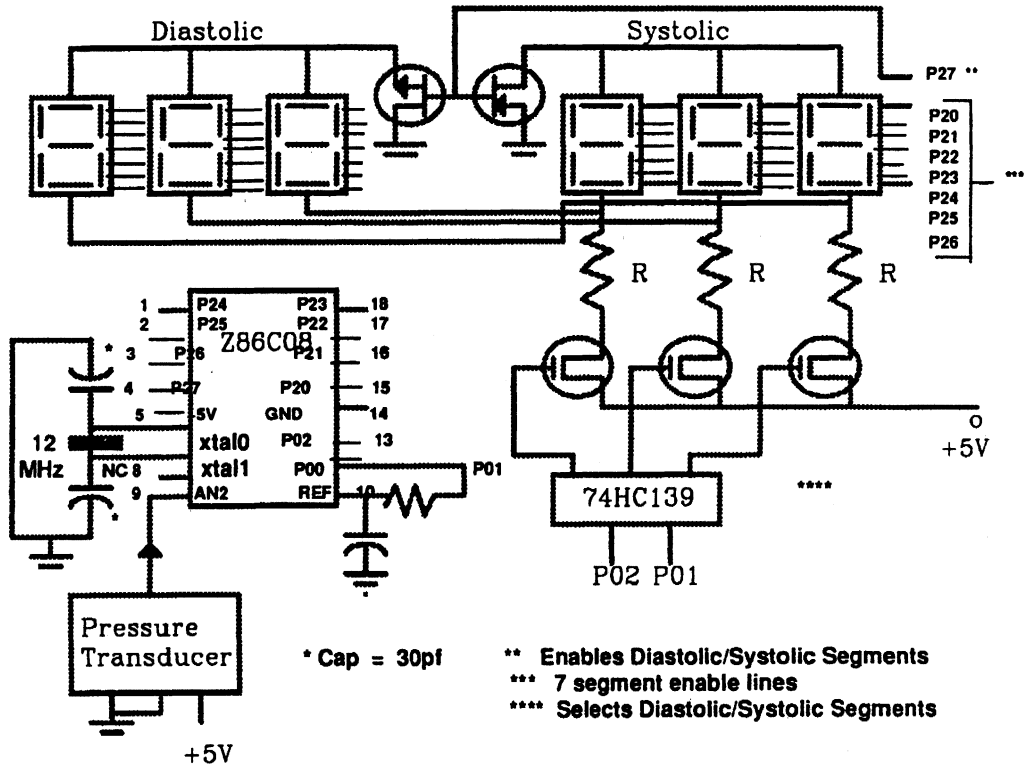 Diastolic Systolic
P27 **
P20
P21
P22
P23 ***
P24
P25
P26
R R R
1 P24 P23 18
2 P25 P22 17
Z86C08
3 P26 P21 16
* 
4 P27 P20 15
5 5V GND 14
12 xtal0 P02 13
MHz NC 8 xtal1 P00 P01
9 AN2 REF 10
*
o
+5V
74HC139 ****
P02 P01
Pressure
Transducer
+5V
* Cap = 30pf
** Enables Diastolic/Systolic Segments
*** 7 segment enable lines
**** Selects Diastolic/Systolic Segments